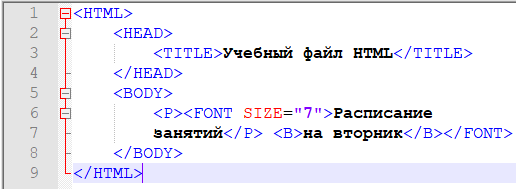 1 <HTML>
2 <HEAD>
3 <TITLE>Учебный файл HTML</TITLE>
4 </HEAD>
5 <BODY>
6 <P><FONT SIZE="7">Расписание
7 занятий</P> <B>на вторник</B></FONT>
8 </BODY>
9 </HTML>